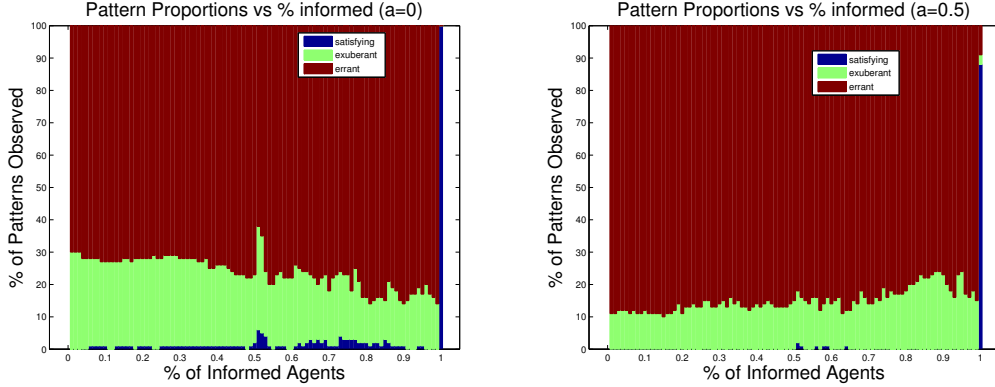 Pattern Proportions vs % informed (a=0)
100
90
80
70
60
50
40
30
20
10
0
% of Patterns Observed
satisfying
exuberant
errant
0 0.1 0.2 0.3 0.4 0.5 0.6 0.7 0.8 0.9 1
% of Informed Agents
Pattern Proportions vs % informed (a=0.5)
100
90
80
70
60
50
40
30
20
10
0
% of Patterns Observed
satisfying
exuberant
errant
0 0.1 0.2 0.3 0.4 0.5 0.6 0.7 0.8 0.9 1
% of Informed Agents